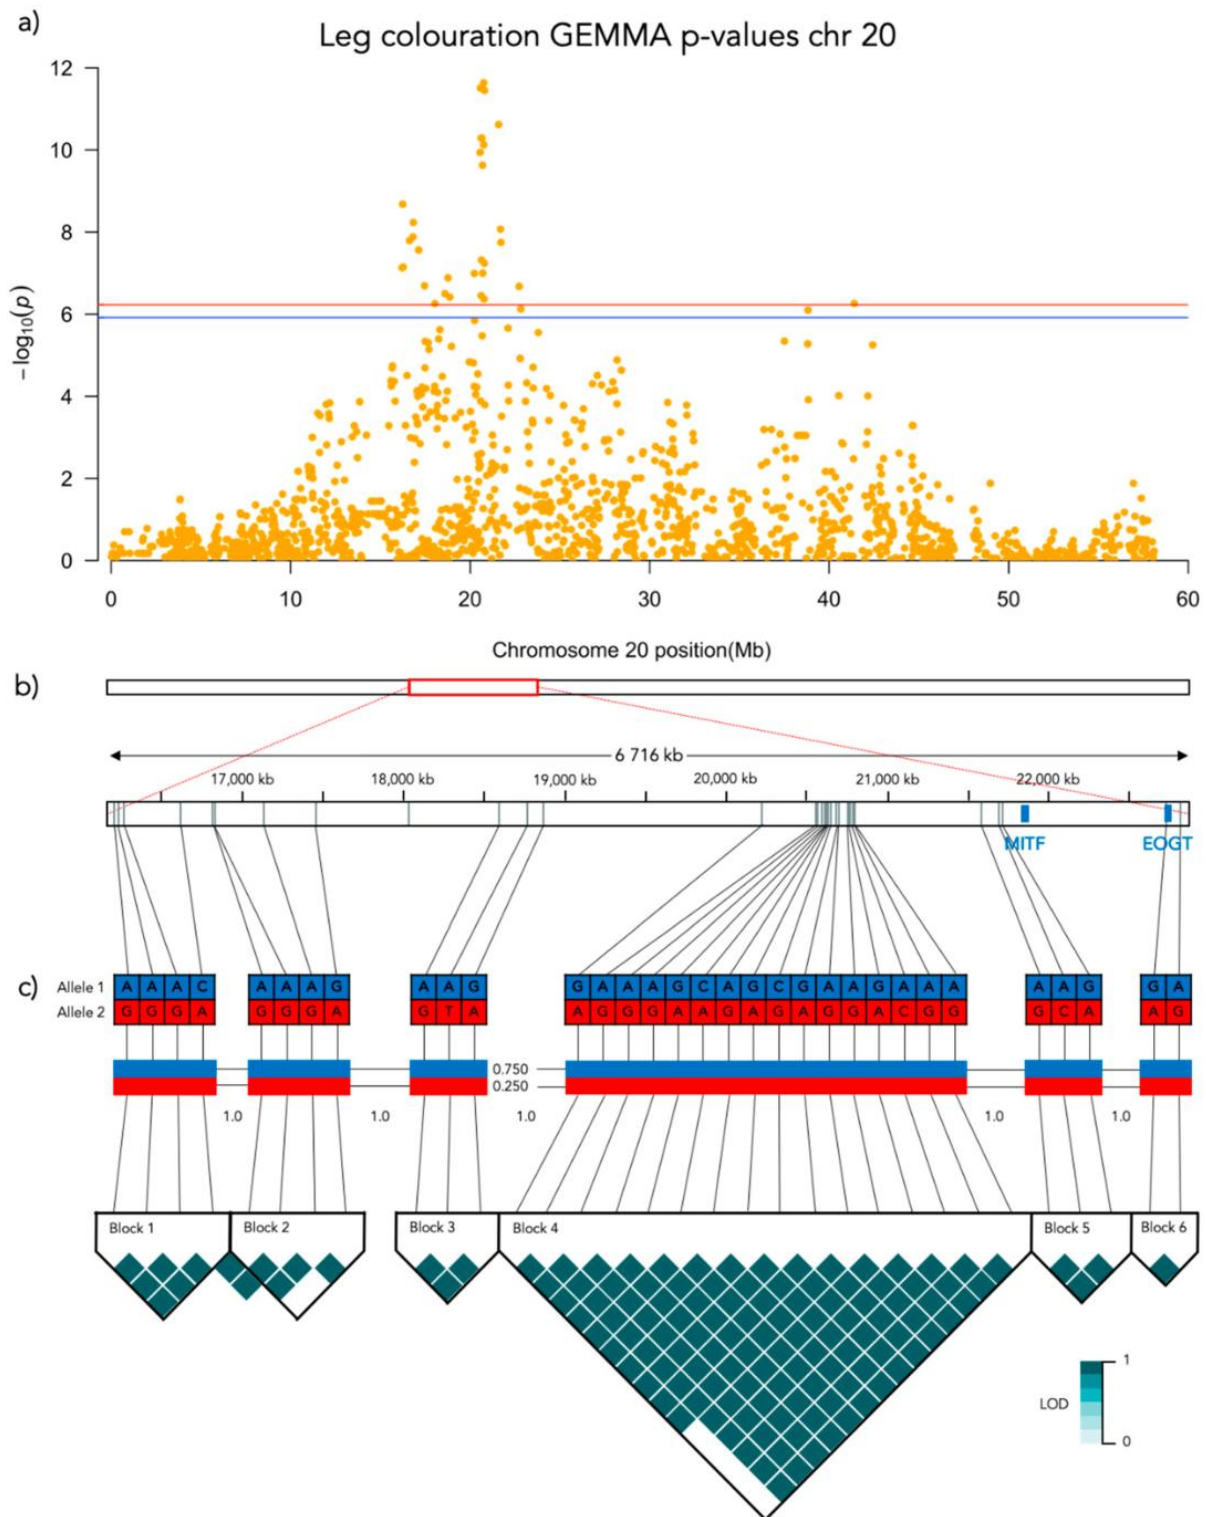 a)
Leg colouration GEMMA p-values chr 20
12
10
8
6
4
2
0
−log10(p)
0 10 20 30 40 50 60
Chromosome 20 position(Mb)
b)
6 716 kb
17,000 kb 18,000 kb 19,000 kb 20,000 kb 21,000 kb 22,000 kb
MITF EOGT
c)
Allele 1 A A A C A A A G A A G G A A A G C A G C G A A G A A A A A G G A
Allele 2 G G G A G G G A G T A A G G G A A G A G A G G A C G G G C A A G
0.750
0.250
1.0 1.0 1.0 1.0 1.0
Block 1 Block 2 Block 3 Block 4 Block 5 Block 6
1
LOD
0